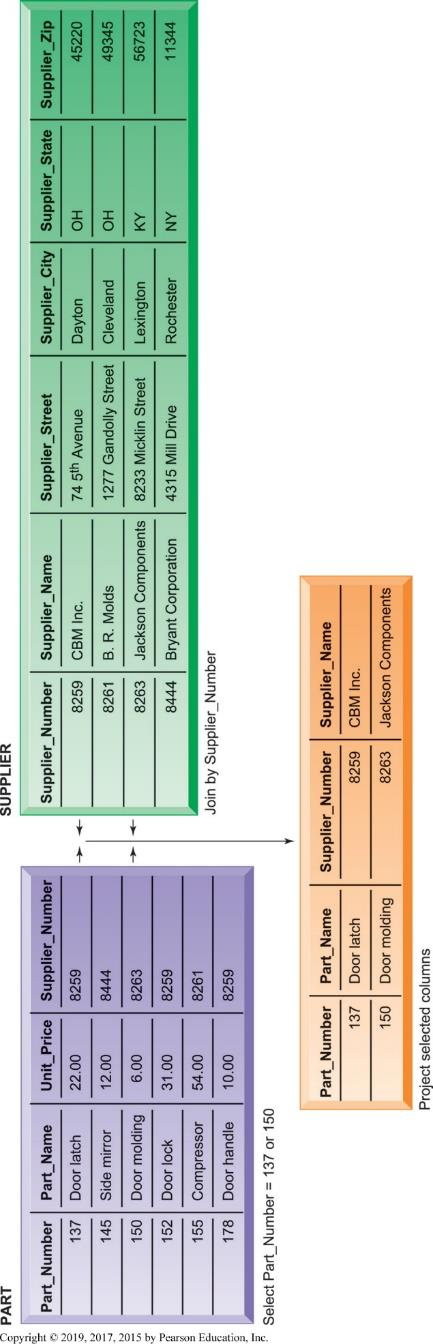 PART
Part_Number Part_Name Unit_Price Supplier_Number
137 Door latch 22.00 8259
145 Side mirror 12.00 8444
150 Door molding 6.00 8263
152 Door lock 31.00 8259
155 Compressor 54.00 8261
178 Door handle 10.00 8259
Select Part_Number = 137 or 150
SUPPLIER
Supplier_Number Supplier_Name Supplier_Street Supplier_City Supplier_State Supplier_Zip
8259 CBM Inc. 74 5th Avenue Dayton OH 45220
8261 B. R. Molds 1277 Gandolly Street Cleveland OH 49345
8263 Jackson Components 8233 Micklin Street Lexington KY 56723
8444 Bryant Corporation 4315 Mill Drive Rochester NY 11344
Join by Supplier_Number
Part_Number Part_Name Supplier_Number Supplier_Name
137 Door latch 8259 CBM Inc.
150 Door molding 8263 Jackson Components
Project selected columns
Copyright © 2019, 2017, 2015 by Pearson Education, Inc.